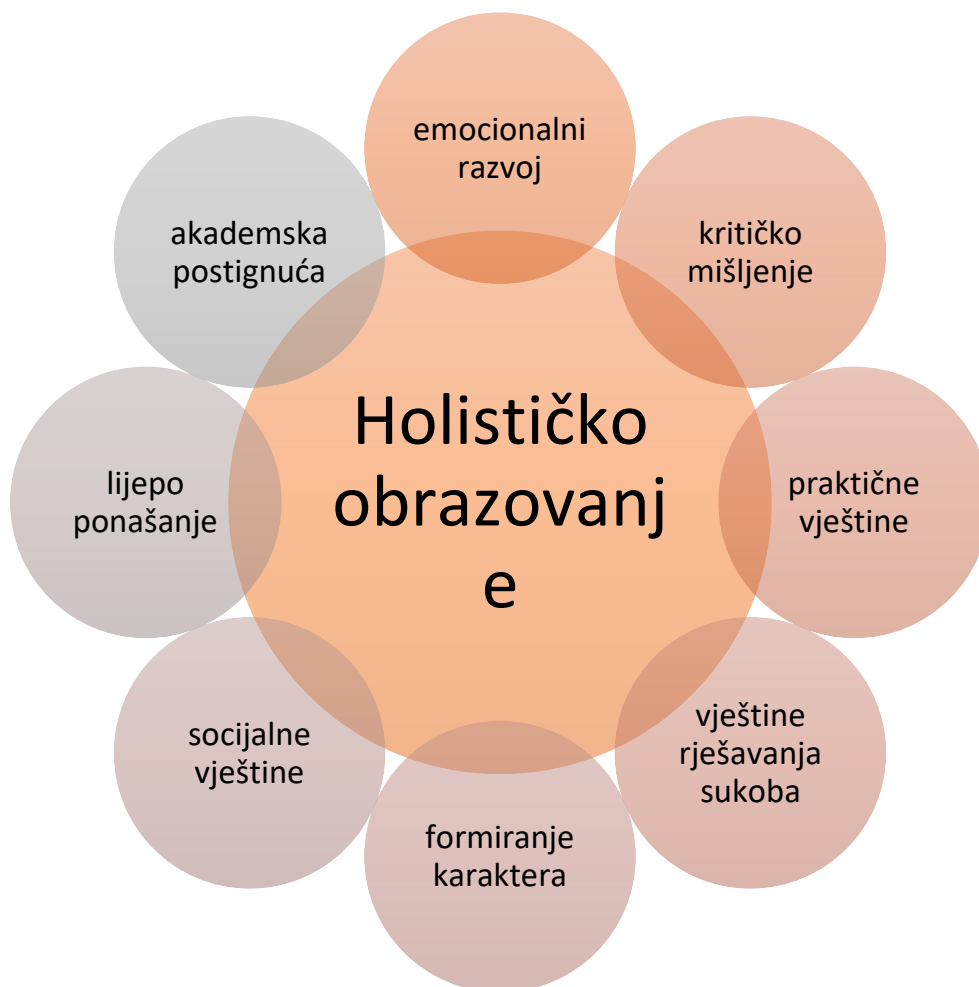 emocionalni
razvoj
kritičko
mišljenje
praktične
vještine
vještine
rješavanja
sukoba
formiranje
karaktera
socijalne
vještine
lijepo
ponašanje
akademska
postignuća
Holističko
obrazovanj
e